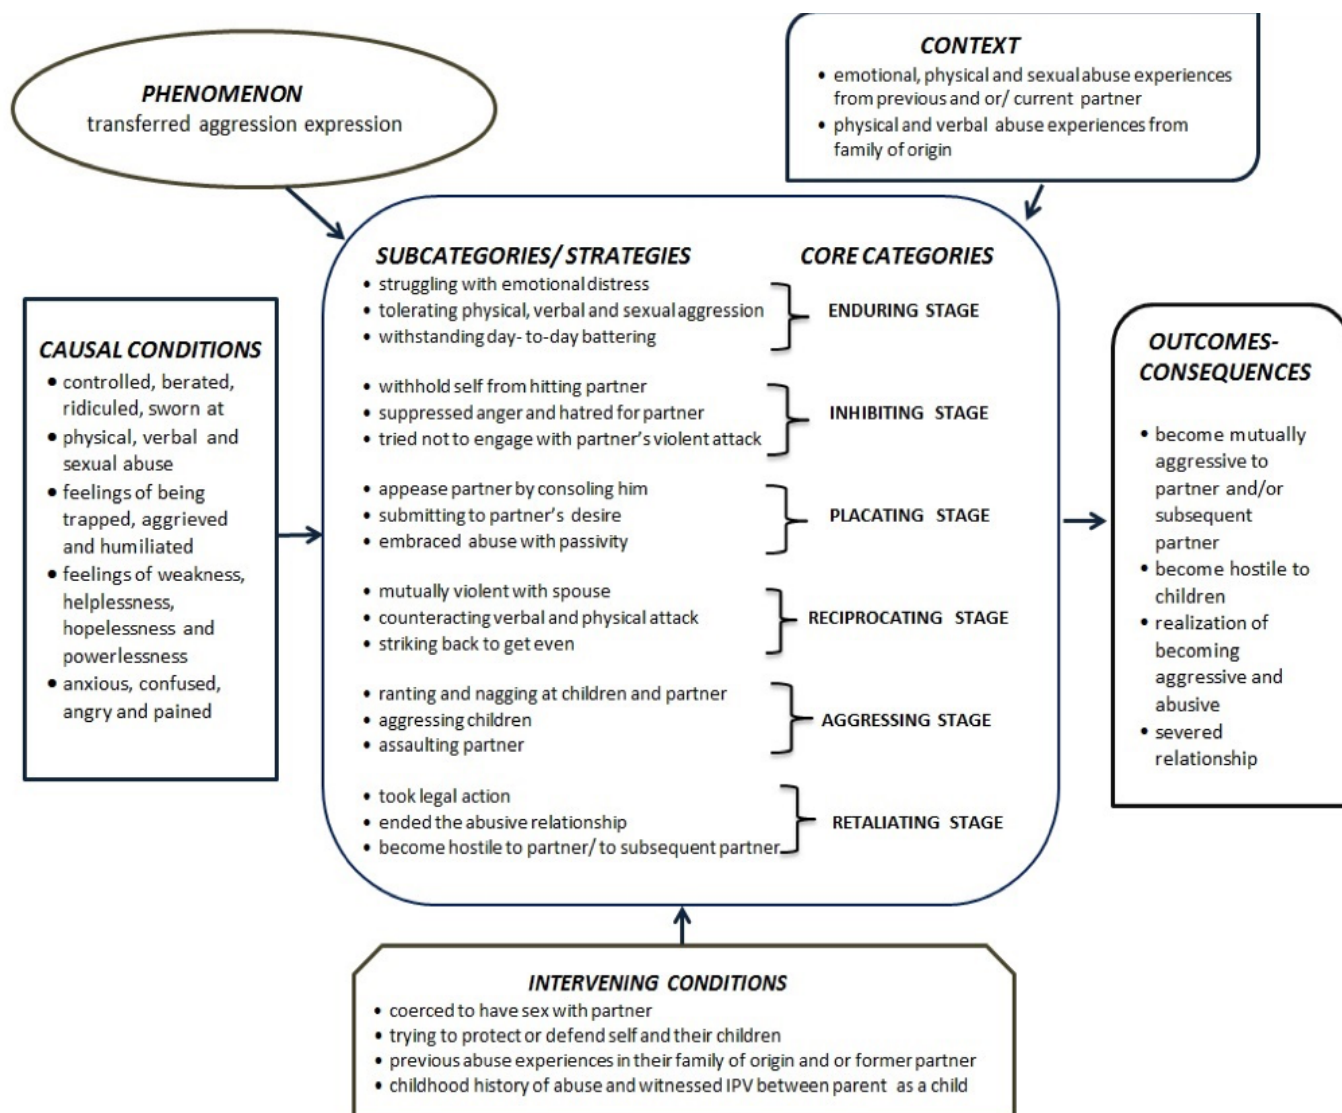 PHENOMENON
transferred aggression expression
CONTEXT
• emotional, physical and sexual abuse experiences
from previous and or/ current partner
• physical and verbal abuse experiences from
family of origin
CAUSAL CONDITIONS
• controlled, berated,
ridiculed, sworn at
• physical, verbal and
sexual abuse
• feelings of being
trapped, aggrieved
and humiliated
• feelings of weakness,
helplessness,
hopelessness and
powerlessness
• anxious, confused,
angry and pained
SUBCATEGORIES/ STRATEGIES
CORE CATEGORIES
• struggling with emotional distress
• tolerating physical, verbal and sexual aggression
• withstanding day- to-day battering
ENDURING STAGE
• withhold self from hitting partner
• suppressed anger and hatred for partner
• tried not to engage with partner's violent attack
INHIBITING STAGE
• appease partner by consoling him
• submitting to partner's desire
• embraced abuse with passivity
PLACATING STAGE
• mutually violent with spouse
• counteracting verbal and physical attack
• striking back to get even
RECIPROCATING STAGE
• ranting and nagging at children and partner
• aggressing children
• assaulting partner
AGGRESSING STAGE
• took legal action
• ended the abusive relationship
• become hostile to partner/ to subsequent partner
RETALIATING STAGE
OUTCOMES-
CONSEQUENCES
• become mutually
aggressive to
partner and/or
subsequent
partner
• become hostile to
children
• realization of
becoming
aggressive and
abusive
• severed
relationship
INTERVENING CONDITIONS
• coerced to have sex with partner
• trying to protect or defend self and their children
• previous abuse experiences in their family of origin and or former partner
• childhood history of abuse and witnessed IPV between parent as a child